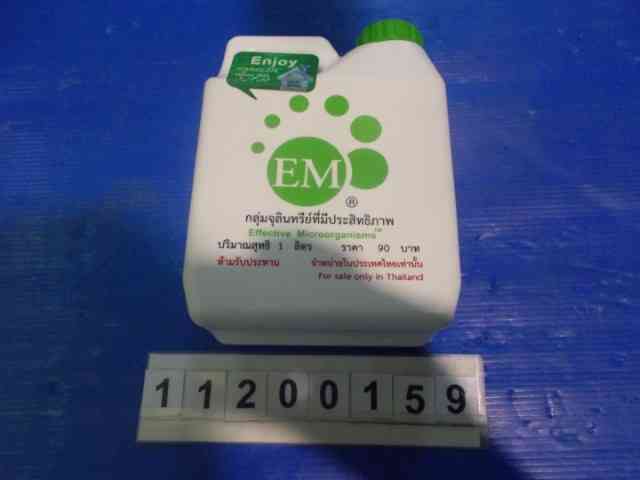 Enjoy
EM
®
กลุ่มจุลินทรีย์ที่มีประสิทธิภาพ
Effective Microorganisms™
ปริมาณสุทธิ 1 ลิตร ราคา 90 บาท
ห้ามรับประทาน จำหน่ายในประเทศไทยเท่านั้น
For sale only in Thailand
11200159